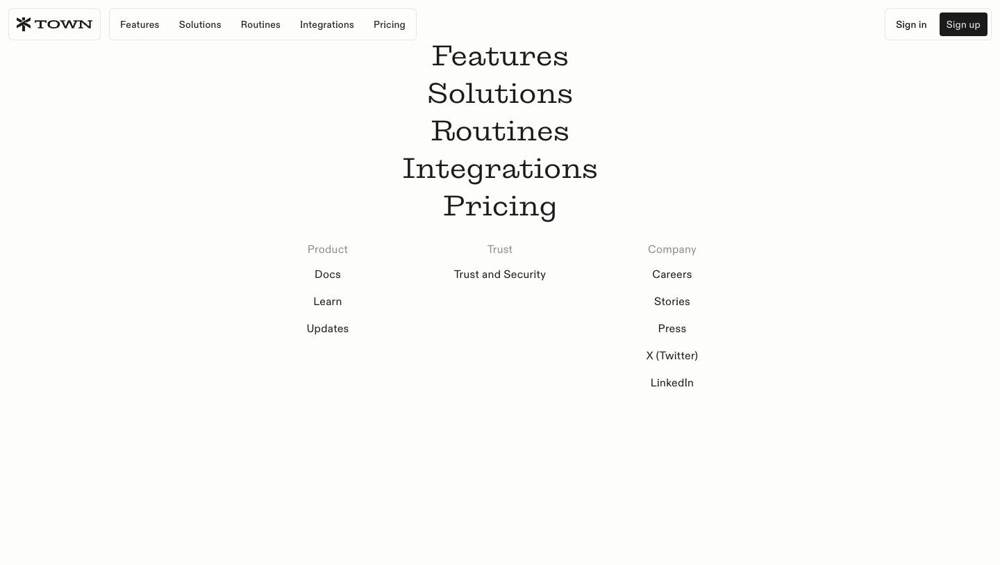 TOWN
Features Solutions Routines Integrations Pricing
Sign in Sign up
Features
Solutions
Routines
Integrations
Pricing
Product
Docs
Learn
Updates
Trust
Trust and Security
Company
Careers
Stories
Press
X (Twitter)
LinkedIn